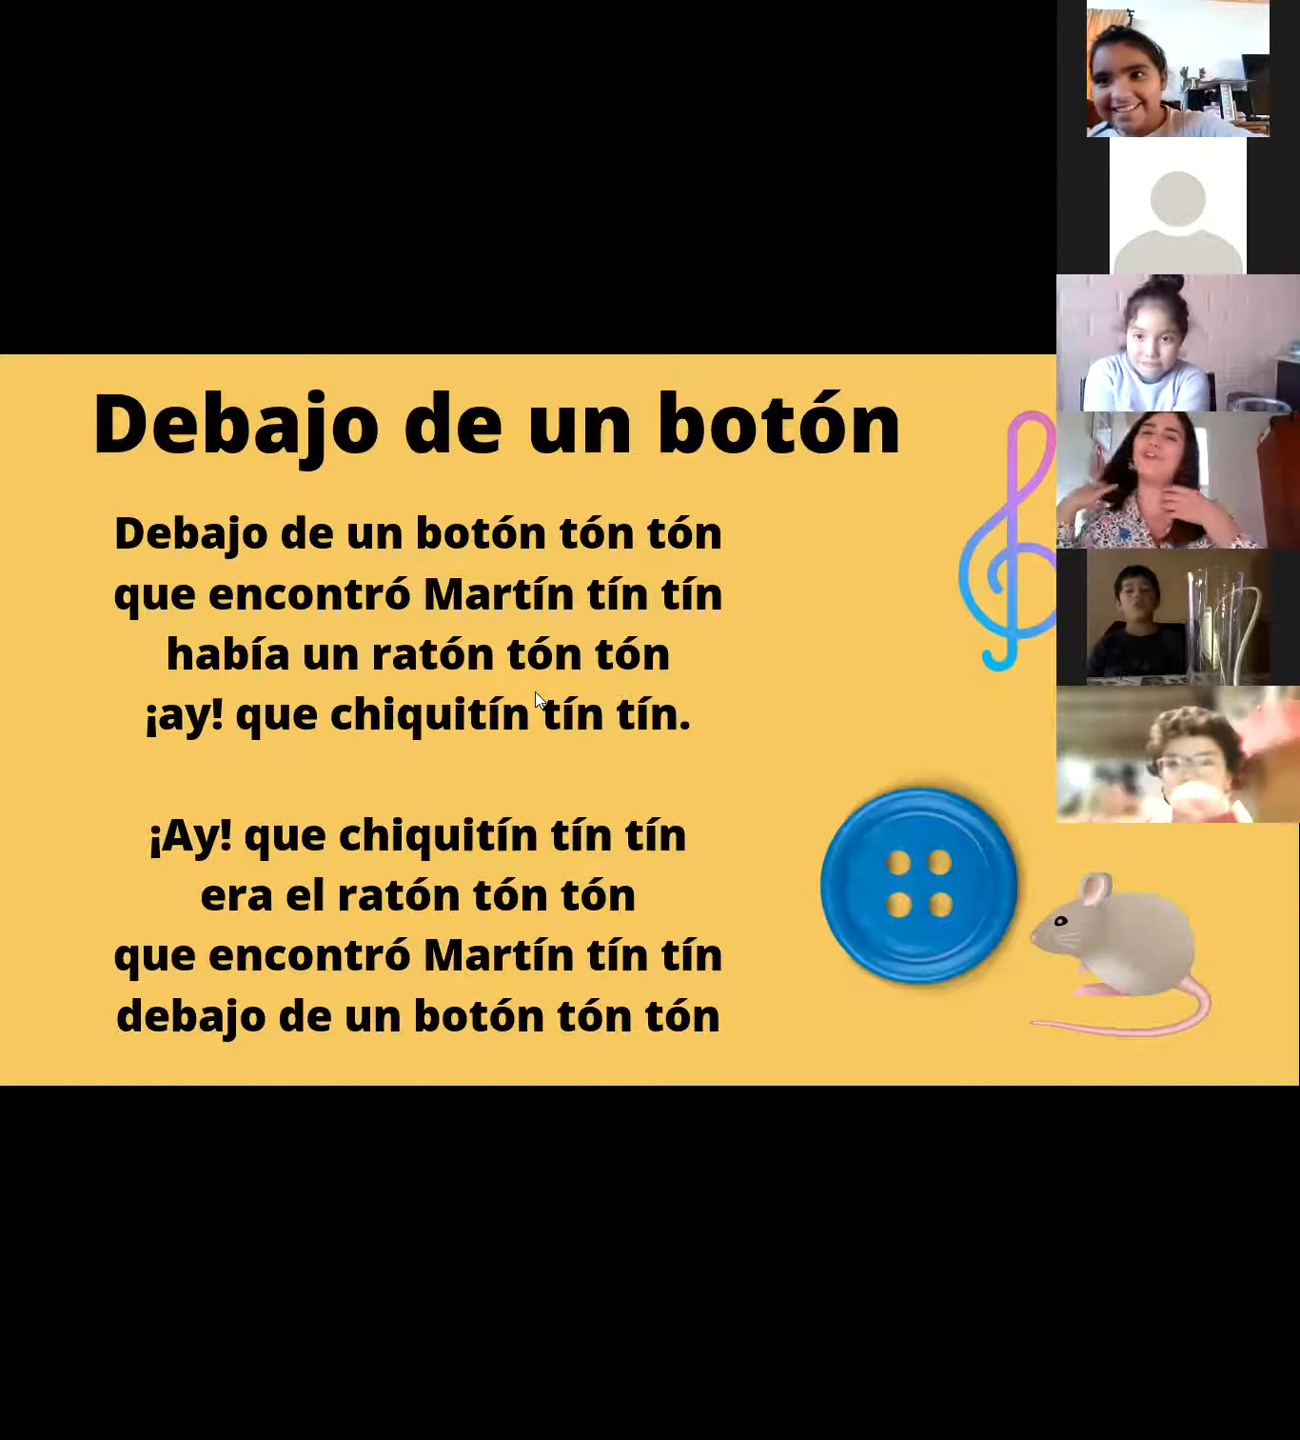 Debajo de un botón
Debajo de un botón tón tón
que encontró Martín tín tín
había un ratón tón tón
¡ay! que chiquitín tín tín.
¡Ay! que chiquitín tín tín
era el ratón tón tón
que encontró Martín tín tín
debajo de un botón tón tón